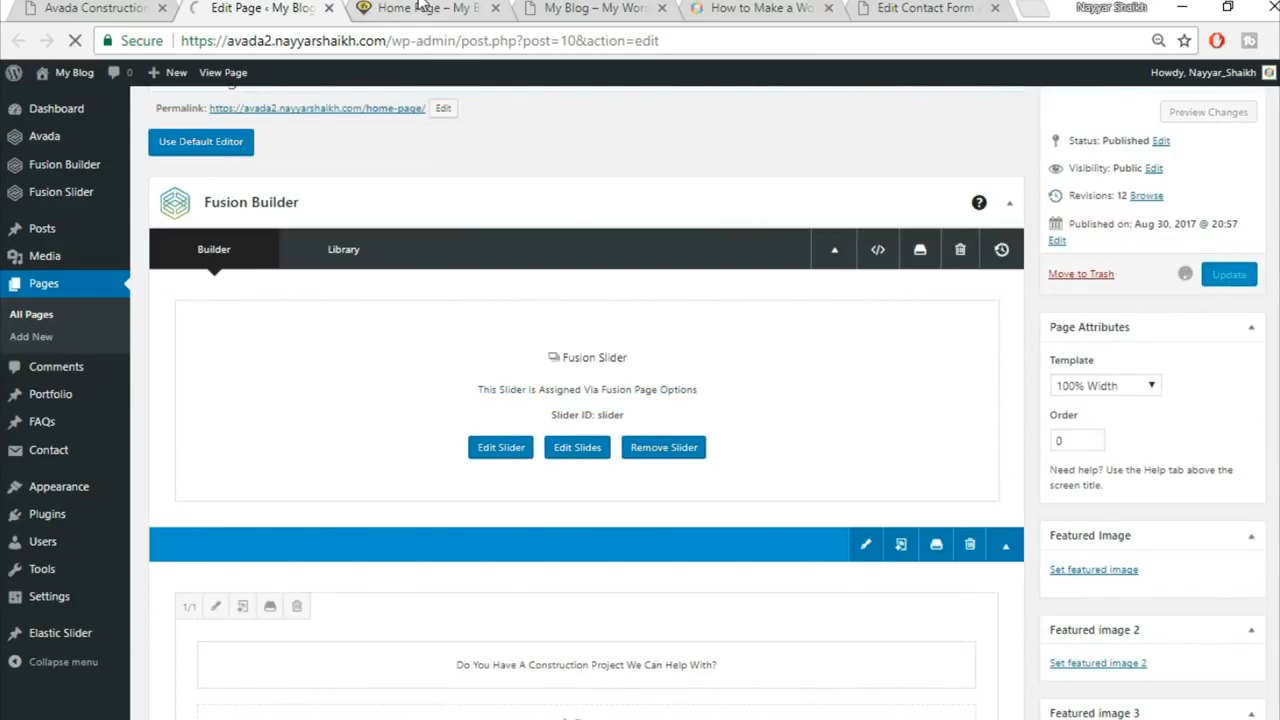 Avada Construction
Edit Page ‹ My Blog
Home Page – My B
My Blog – My Wor
How to Make a Wo
Edit Contact Form
Nayyar Shaikh
Secure
https://avada2.nayyarshaikh.com/wp-admin/post.php?post=10&action=edit
My Blog
0
New
View Page
Howdy, Nayyar_Shaikh
Dashboard
Avada
Fusion Builder
Fusion Slider
Posts
Media
Pages
All Pages
Add New
Comments
Portfolio
FAQs
Contact
Appearance
Plugins
Users
Tools
Settings
Elastic Slider
Collapse menu
Permalink: https://avada2.nayyarshaikh.com/home-page/ Edit
Use Default Editor
Fusion Builder
Builder
Library
Fusion Slider
This Slider Is Assigned Via Fusion Page Options
Slider ID: slider
Edit Slider
Edit Slides
Remove Slider
1/1
Do You Have A Construction Project We Can Help With?
Preview Changes
Status: Published Edit
Visibility: Public Edit
Revisions: 12 Browse
Published on: Aug 30, 2017 @ 20:57
Edit
Move to Trash
Update
Page Attributes
Template
100% Width
Order
0
Need help? Use the Help tab above the
screen title.
Featured Image
Set featured image
Featured image 2
Set featured image 2
Featured image 3